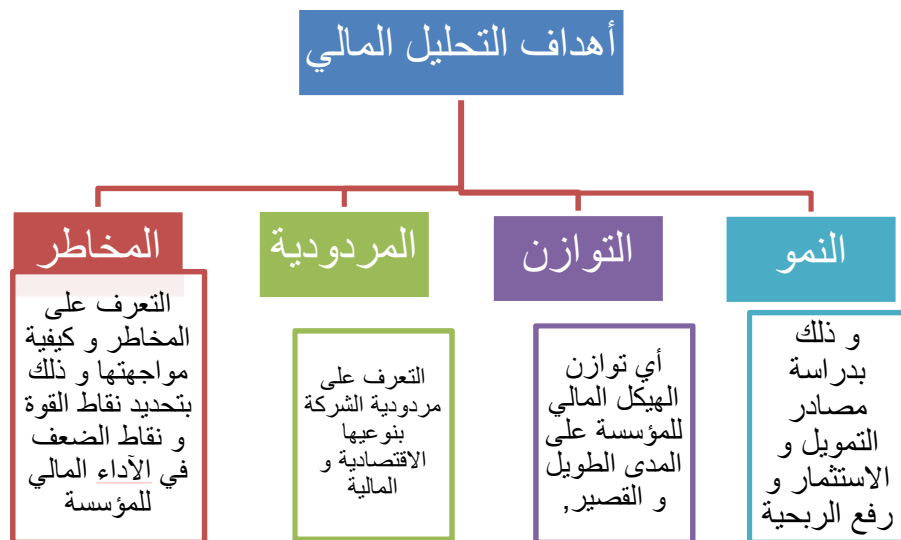 أهداف التحليل المالي
النمو
و ذلك
بدراسة
مصادر
التمويل و
الاستثمار و
رفع الربحية
التوازن
أي توازن
الهيكل المالي
للمؤسسة على
المدى الطويل
و القصير,
المردودية
التعرف على
مردودية الشركة
بنوعيها
الاقتصادية و
المالية
المخاطر
التعرف على
المخاطر و كيفية
مواجهتها و ذلك
بتحديد نقاط القوة
و نقاط الضعف
في الآداء المالي
للمؤسسة